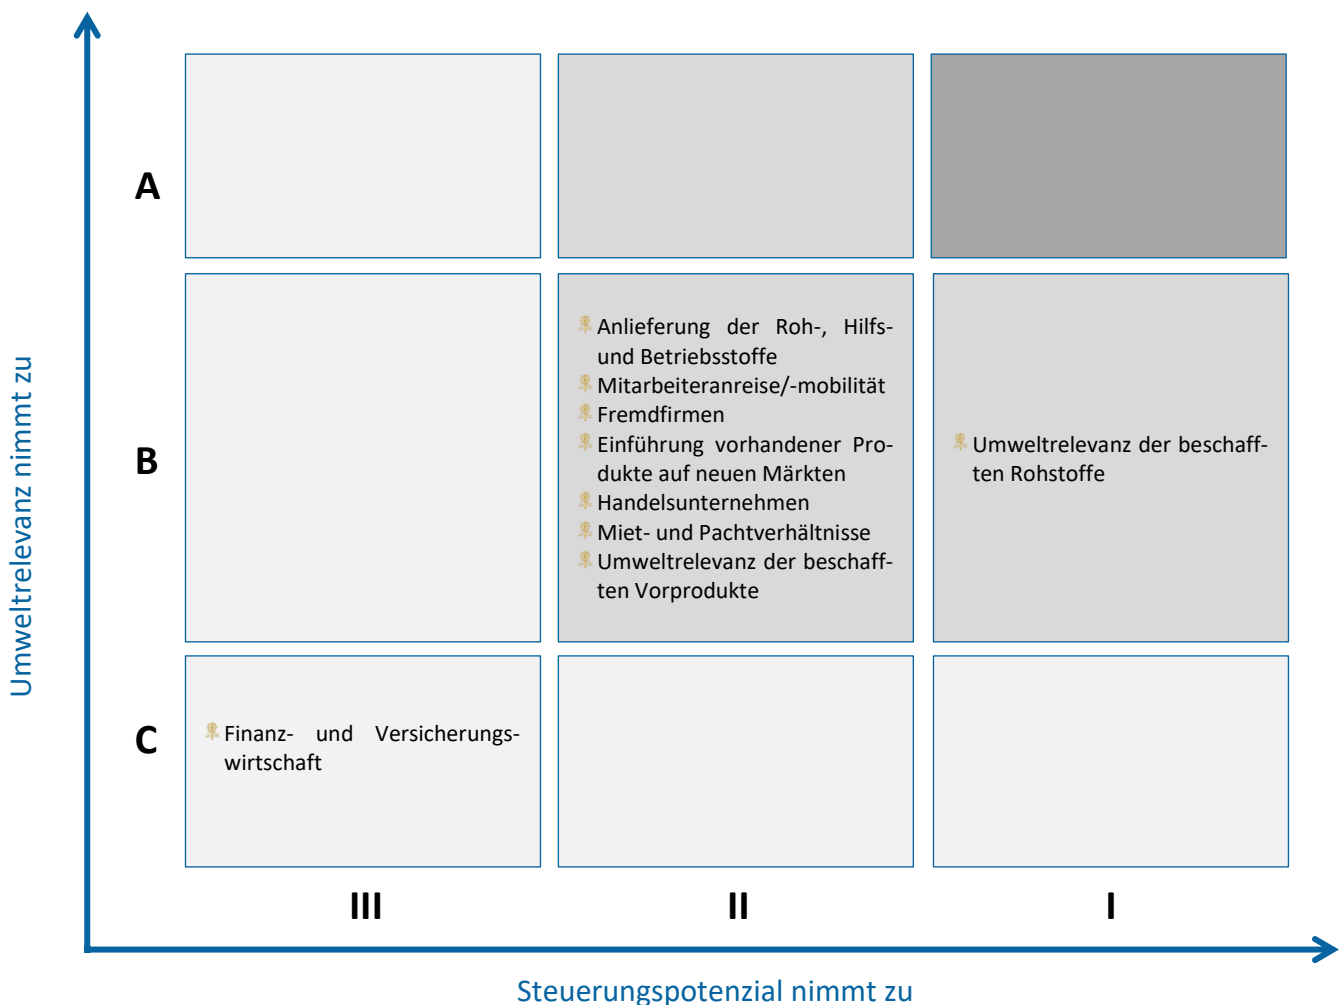 A
Umweltrelevanz nimmt zu
B
Anlieferung der Roh-, Hilfs-
und Betriebsstoffe
Mitarbeiteranreise/-mobilität
Fremdfirmen
Einführung vorhandener Pro-
dukte auf neuen Märkten
Handelsunternehmen
Miet- und Pachtverhältnisse
Umweltrelevanz der beschaff-
ten Vorprodukte
Umweltrelevanz der beschaff-
ten Rohstoffe
C
Finanz- und Versicherungs-
wirtschaft
III
II
I
Steuerungspotenzial nimmt zu